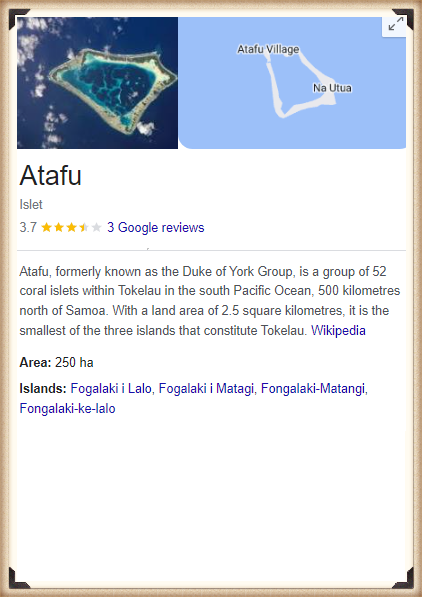 Atafu Village
Na Utua
Atafu
Islet
3.7 3 Google reviews
Atafu, formerly known as the Duke of York Group, is a group of 52
coral islets within Tokelau in the south Pacific Ocean, 500 kilometres
north of Samoa. With a land area of 2.5 square kilometres, it is the
smallest of the three islands that constitute Tokelau. Wikipedia
Area: 250 ha
Islands: Fogalaki i Lalo, Fogalaki i Matagi, Fongalaki-Matangi,
Fongalaki-ke-lalo